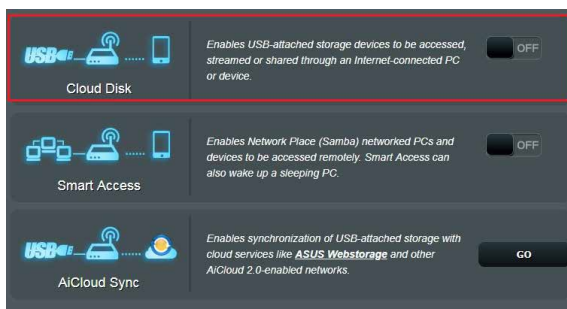 USB
Cloud Disk
Enables USB-attached storage devices to be accessed,
streamed or shared through an Internet-connected PC
or device.
OFF
Smart Access
Enables Network Place (Samba) networked PCs and
devices to be accessed remotely. Smart Access can
also wake up a sleeping PC.
OFF
USB
AiCloud Sync
Enables synchronization of USB-attached storage with
cloud services like ASUS Webstorage and other
AiCloud 2.0-enabled networks.
GO